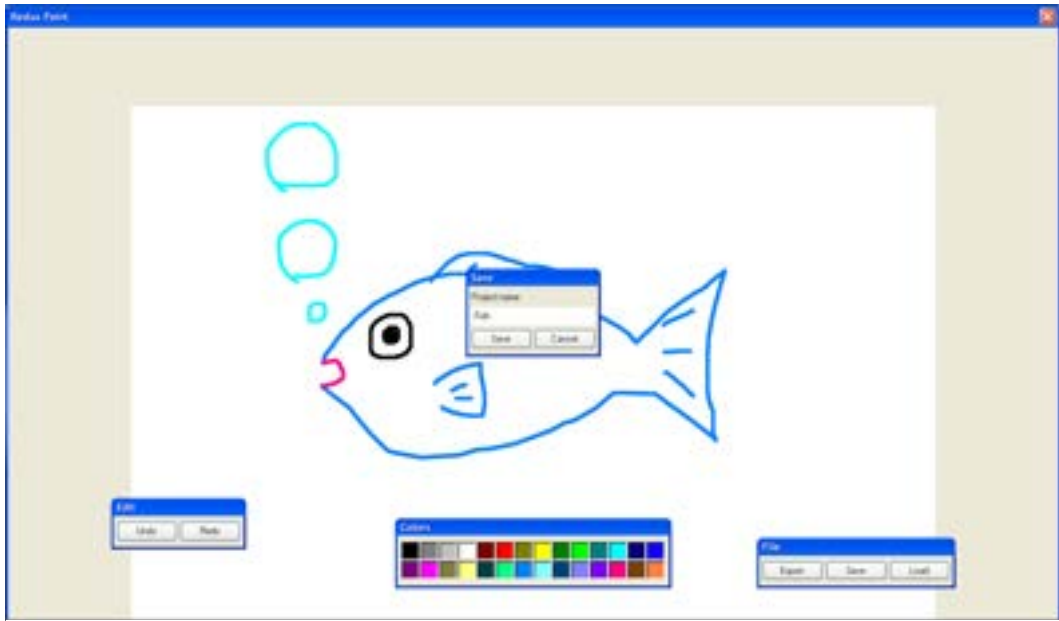 Redux Paint
Save
Project name
Fish
Save Cancel
Edit
Undo Redo
Colors
File
Export Save Load